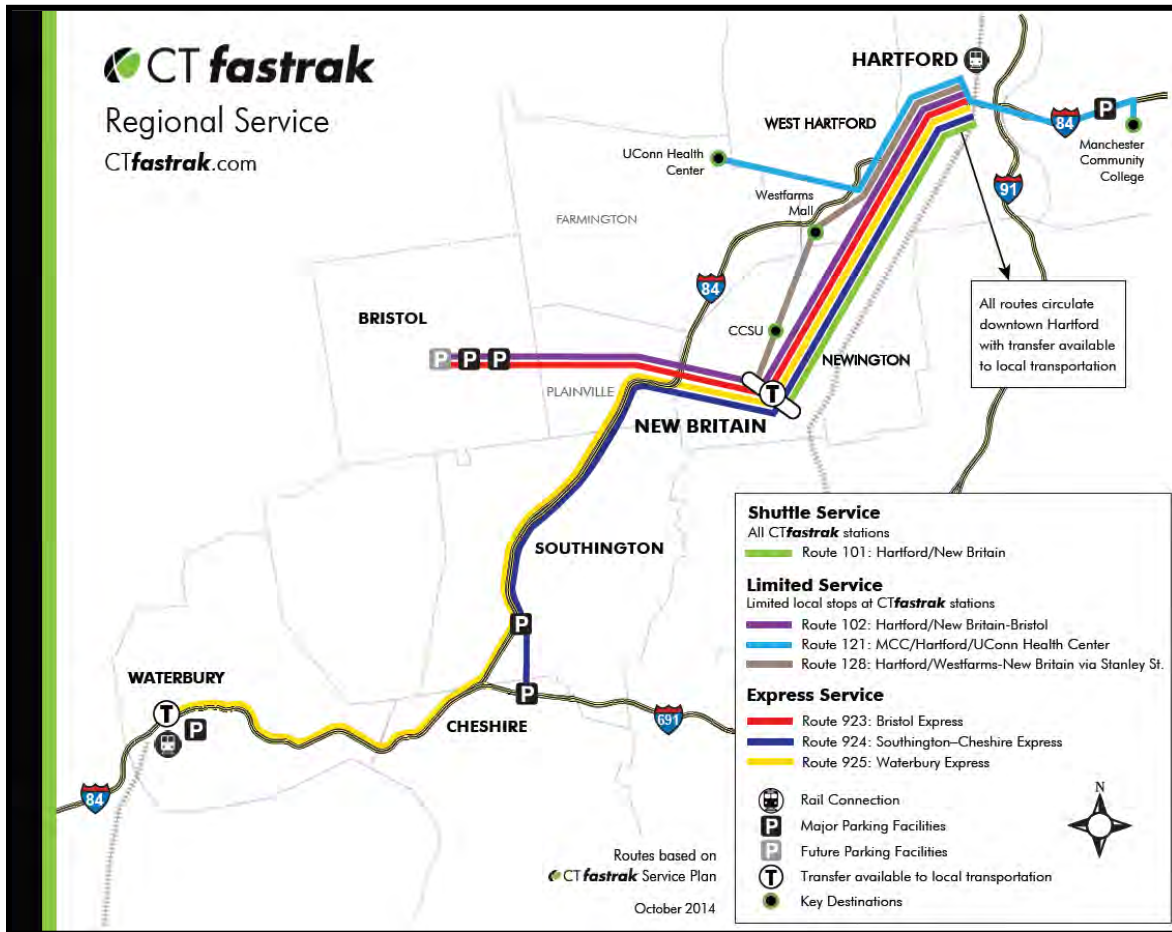 CTfastrak
Regional Service
CTfastrak.com
HARTFORD
WEST HARTFORD
UConn Health
Center
84
P
Manchester
Community
College
91
Westfarms
Mall
FARMINGTON
84
BRISTOL
CCSU
NEWINGTON
All routes circulate
downtown Hartford
with transfer available
to local transportation
P P P
PLAINVILLE
T
NEW BRITAIN
SOUTHINGTON
P
WATERBURY
T
P
P
CHESHIRE
691
84
Shuttle Service
All CTfastrak stations
Route 101: Hartford/New Britain
Limited Service
Limited local stops at CTfastrak stations
Route 102: Hartford/New Britain-Bristol
Route 121: MCC/Hartford/UConn Health Center
Route 128: Hartford/Westfarms-New Britain via Stanley St.
Express Service
Route 923: Bristol Express
Route 924: Southington–Cheshire Express
Route 925: Waterbury Express
Rail Connection
P Major Parking Facilities
P Future Parking Facilities
T Transfer available to local transportation
Key Destinations
N
Routes based on
CTfastrak Service Plan
October 2014